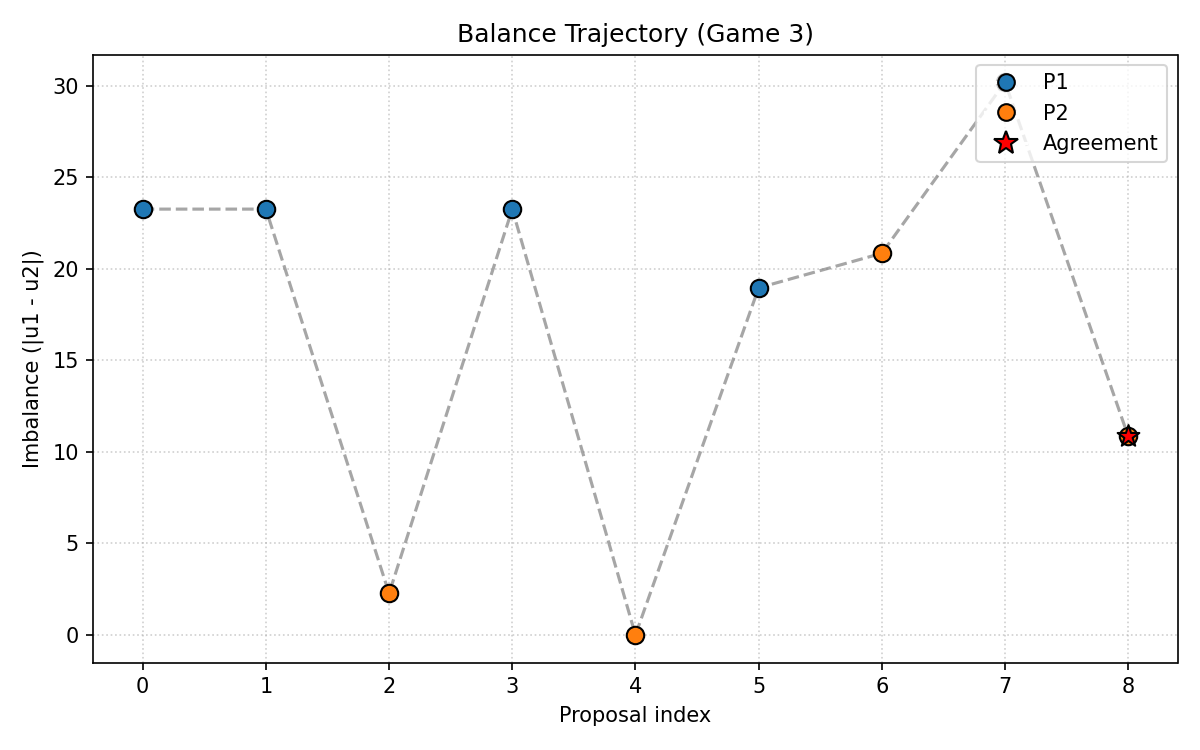 Balance Trajectory (Game 3)
30
25
20
15
10
5
0
Imbalance (|u1 - u2|)
P1
P2
Agreement
0 1 2 3 4 5 6 7 8
Proposal index